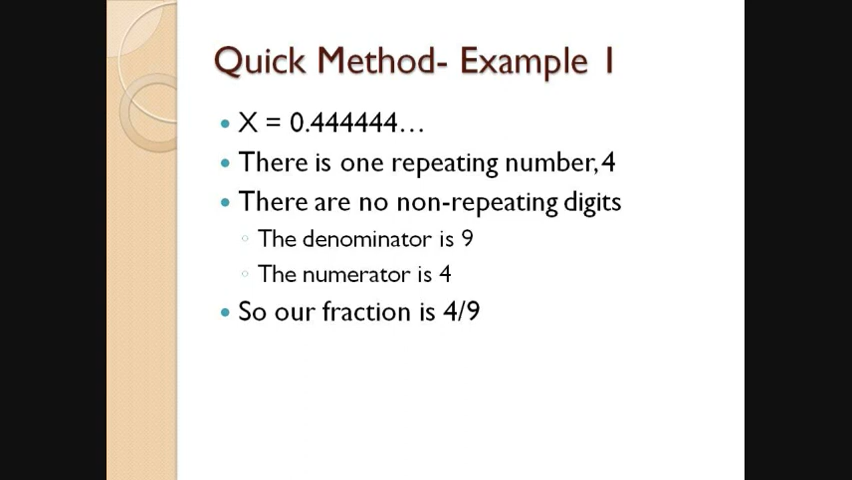 Quick Method- Example 1
X = 0.444444…
There is one repeating number, 4
There are no non-repeating digits
The denominator is 9
The numerator is 4
So our fraction is 4/9